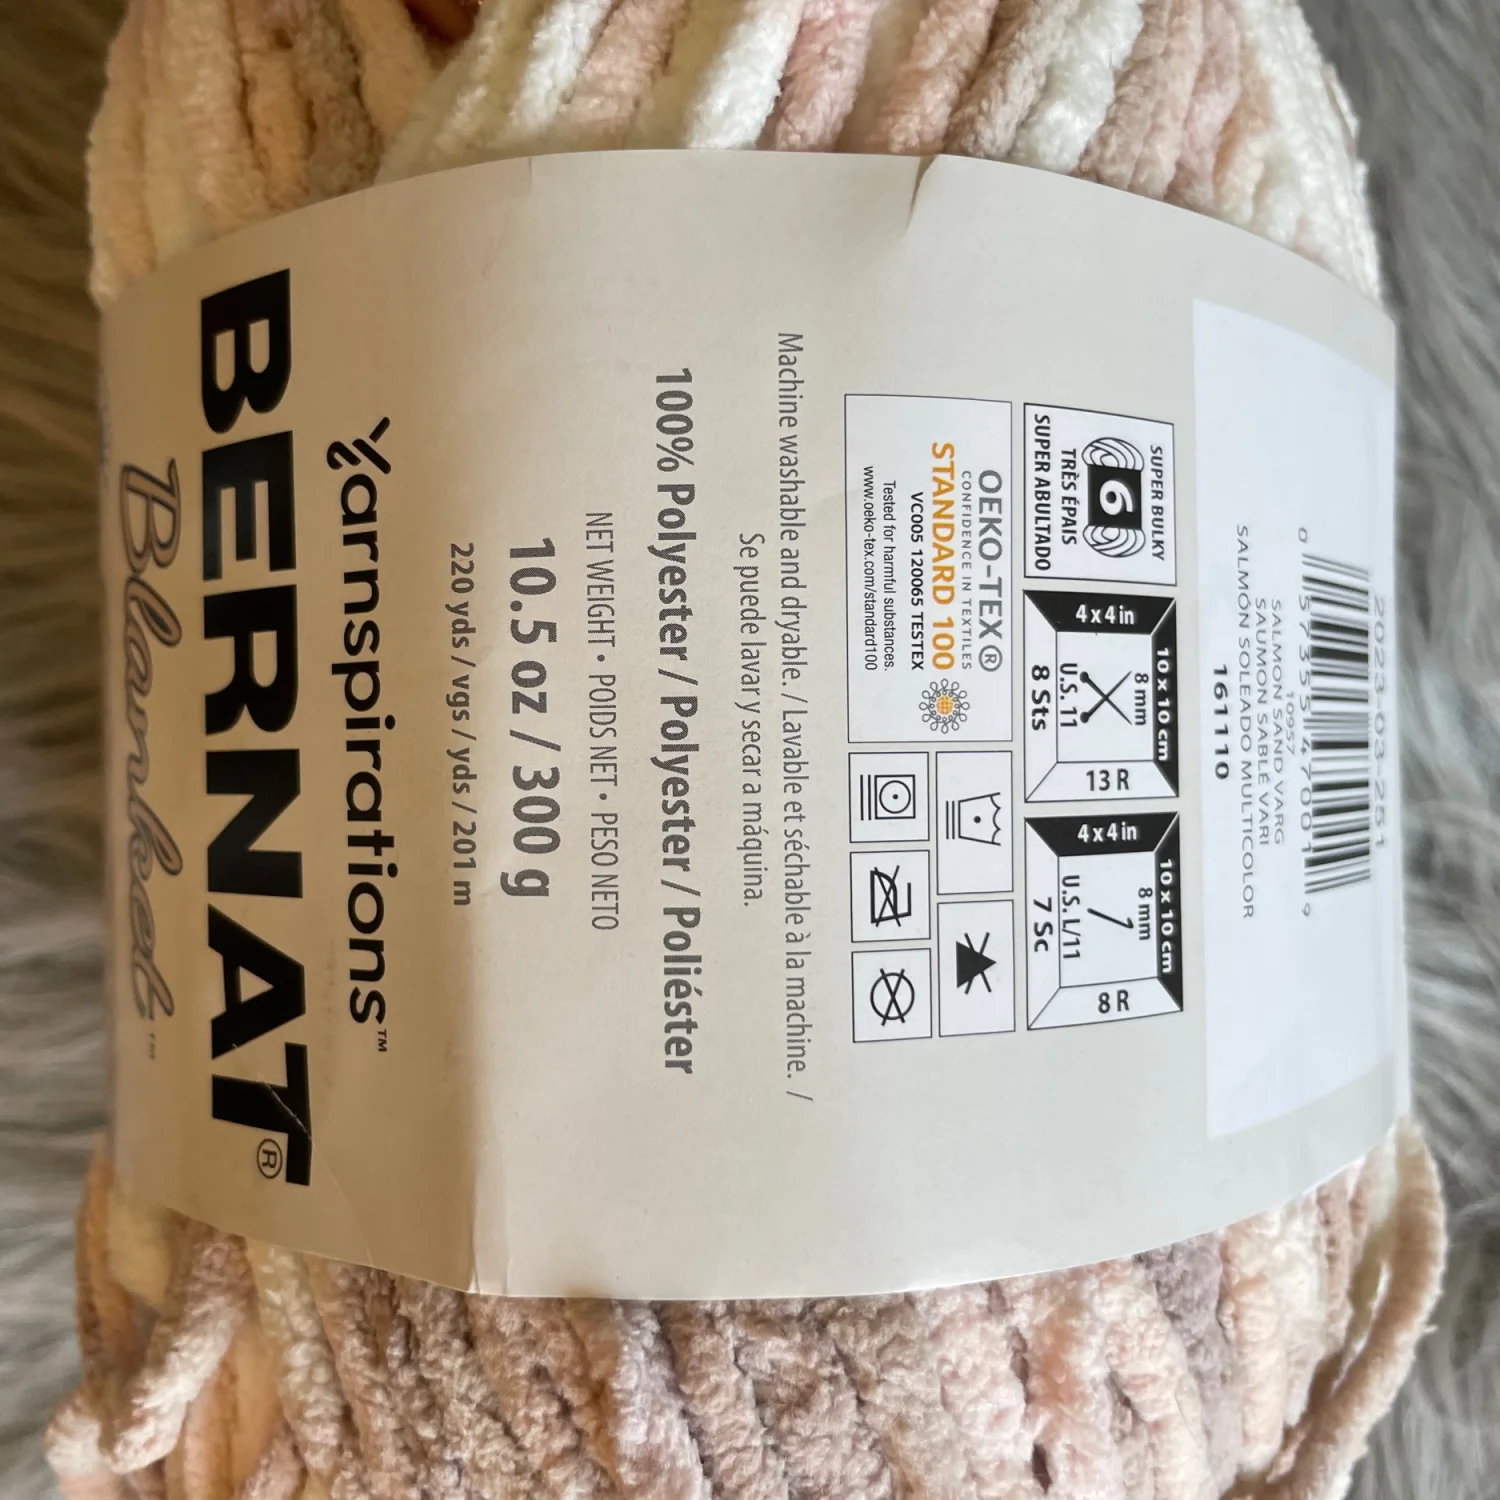 Bernat
Blanket™
BERNAT®
Yarnspirations™
220 yds / vgs / yds / 201 m
10.5 oz / 300 g
NET WEIGHT • POIDS NET • PESO NETO
100% Polyester / Polyester / Poliéster
Machine washable and dryable. / Lavable et séchable à la machine. /
Se puede lavar y secar a máquina.
OEKO-TEX®
CONFIDENCE IN TEXTILES
STANDARD 100
VC005 120065 TESTEX
Tested for harmful substances.
www.oeko-tex.com/standard100
SUPER BULKY
6
TRÈS ÉPAIS
SUPER ABULTADO
10 x 10 cm
4 x 4 in
8 mm
U.S. 11
8 Sts
13 R
10 x 10 cm
4 x 4 in
8 mm
U.S. L/11
7 Sc
8 R
2023-03-251
0 57355 47001 9
10957
SALMON SAND VARG
SAUMON SABLÉ VARI
SALMÓN SOLEADO MULTICOLOR
161110